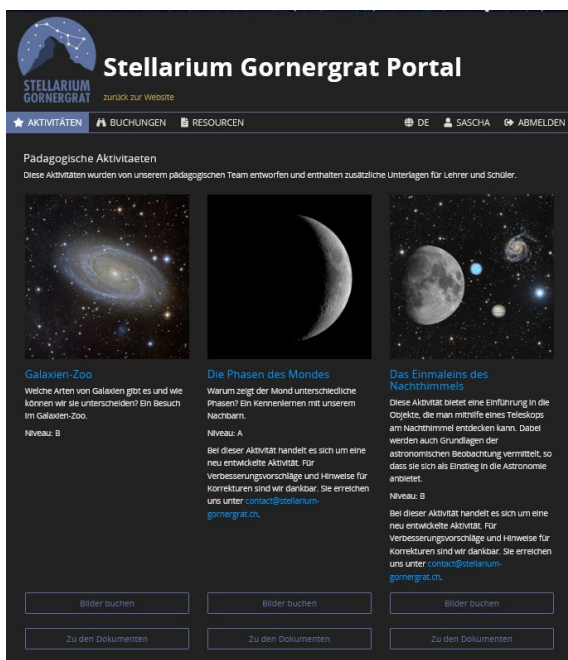 STELLARIUM
GORNERGRAT
Stellarium Gornergrat Portal
zurück zur Website
AKTIVITÄTEN BUCHUNGEN RESOURCEN DE SASCHA ABMELDEN
Pädagogische Aktivitaeten
Diese Aktivitäten wurden von unserem pädagogischen Team entworfen und enthalten zusätzliche Unterlagen für Lehrer und Schüler.
Galaxien-Zoo
Welche Arten von Galaxien gibt es und wie
können wir sie unterscheiden? Ein Besuch
im Galaxien-Zoo.
Niveau: B
Bilder buchen
Zu den Dokumenten
Die Phasen des Mondes
Warum zeigt der Mond unterschiedliche
Phasen? Ein Kennenlernen mit unserem
Nachbarn.
Niveau: A
Bei dieser Aktivität handelt es sich um eine
neu entwickelte Aktivität. Für
Verbesserungsvorschläge und Hinweise für
Korrekturen sind wir dankbar. Sie erreichen
uns unter contact@stellarium-
gornergrat.ch.
Bilder buchen
Zu den Dokumenten
Das Einmaleins des
Nachthimmels
Diese Aktivität bietet eine Einführung in die
Objekte, die man mithilfe eines Teleskops
am Nachthimmel entdecken kann. Dabei
werden auch Grundlagen der
astronomischen Beobachtung vermittelt, so
dass sie sich als Einstieg in die Astronomie
anbietet.
Niveau: B
Bei dieser Aktivität handelt es sich um eine
neu entwickelte Aktivität. Für
Verbesserungsvorschläge und Hinweise für
Korrekturen sind wir dankbar. Sie erreichen
uns unter contact@stellarium-
gornergrat.ch.
Bilder buchen
Zu den Dokumenten